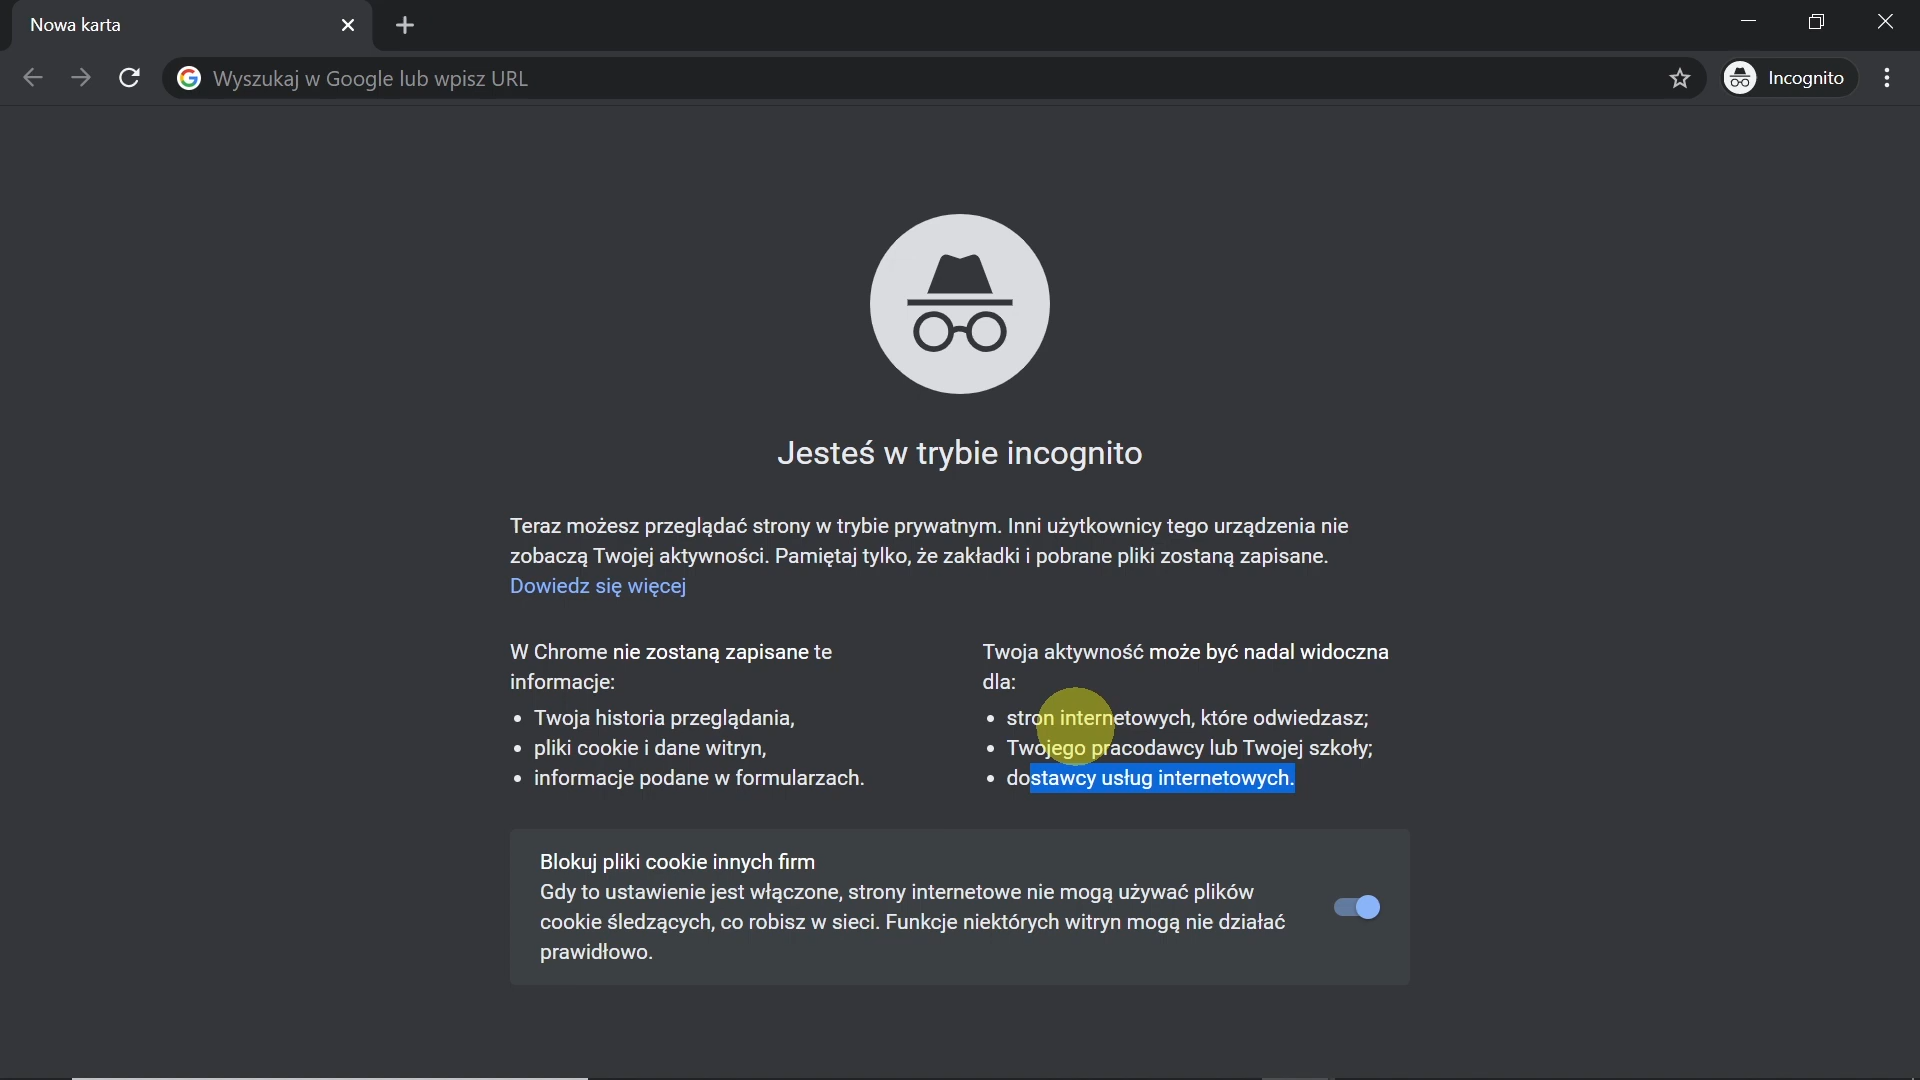 Nowa karta
Wyszukaj w Google lub wpisz URL
Incognito
Jesteś w trybie incognito
Teraz możesz przeglądać strony w trybie prywatnym. Inni użytkownicy tego urządzenia nie
zobaczą Twojej aktywności. Pamiętaj tylko, że zakładki i pobrane pliki zostaną zapisane.
Dowiedz się więcej
W Chrome nie zostaną zapisane te
informacje:
• Twoja historia przeglądania,
• pliki cookie i dane witryn,
• informacje podane w formularzach.
Twoja aktywność może być nadal widoczna
dla:
• stron internetowych, które odwiedzasz;
• Twojego pracodawcy lub Twojej szkoły;
• dostawcy usług internetowych.
Blokuj pliki cookie innych firm
Gdy to ustawienie jest włączone, strony internetowe nie mogą używać plików
cookie śledzących, co robisz w sieci. Funkcje niektórych witryn mogą nie działać
prawidłowo.